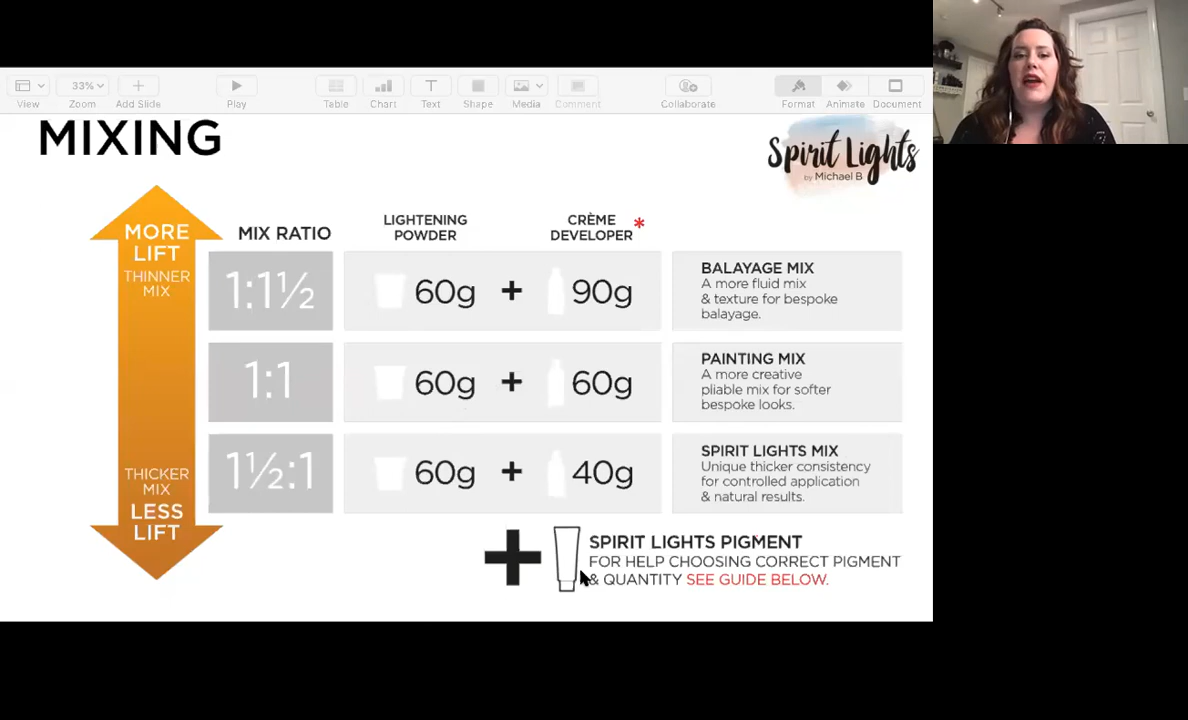 33%
View
Zoom
Add Slide
Play
Table
Chart
Text
Shape
Media
Comment
Collaborate
Format
Animate
Document
MIXING
Spirit Lights
by Michael B
MORE
LIFT
THINNER
MIX
THICKER
MIX
LESS
LIFT
MIX RATIO
LIGHTENING
POWDER
CRÈME
DEVELOPER *
1:1½
60g + 90g
BALAYAGE MIX
A more fluid mix
& texture for bespoke
balayage.
1:1
60g + 60g
PAINTING MIX
A more creative
pliable mix for softer
bespoke looks.
1½:1
60g + 40g
SPIRIT LIGHTS MIX
Unique thicker consistency
for controlled application
& natural results.
+
SPIRIT LIGHTS PIGMENT
FOR HELP CHOOSING CORRECT PIGMENT
& QUANTITY SEE GUIDE BELOW.